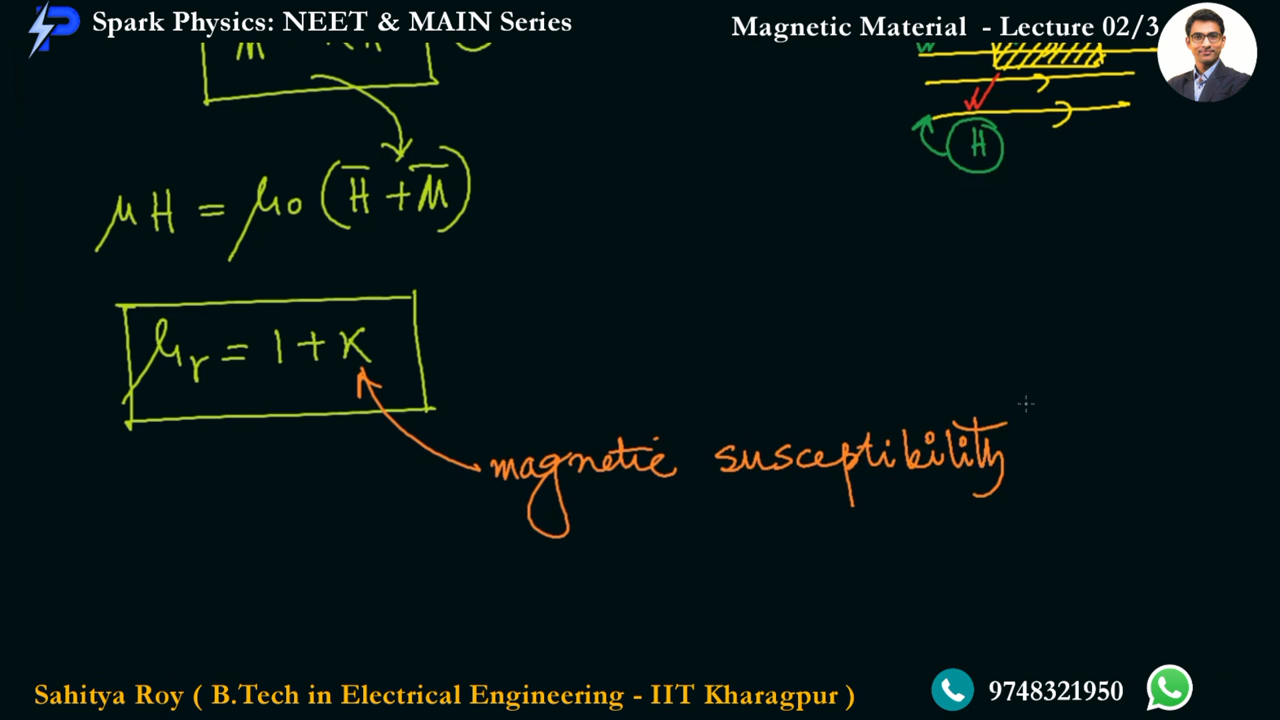 Spark Physics: NEET & MAIN Series
Magnetic Material - Lecture 02/3
H̅
μH = μ₀ (H̅ + M̅)
μᵣ = 1 + K
magnetic susceptibility
Sahitya Roy ( B.Tech in Electrical Engineering - IIT Kharagpur )
9748321950